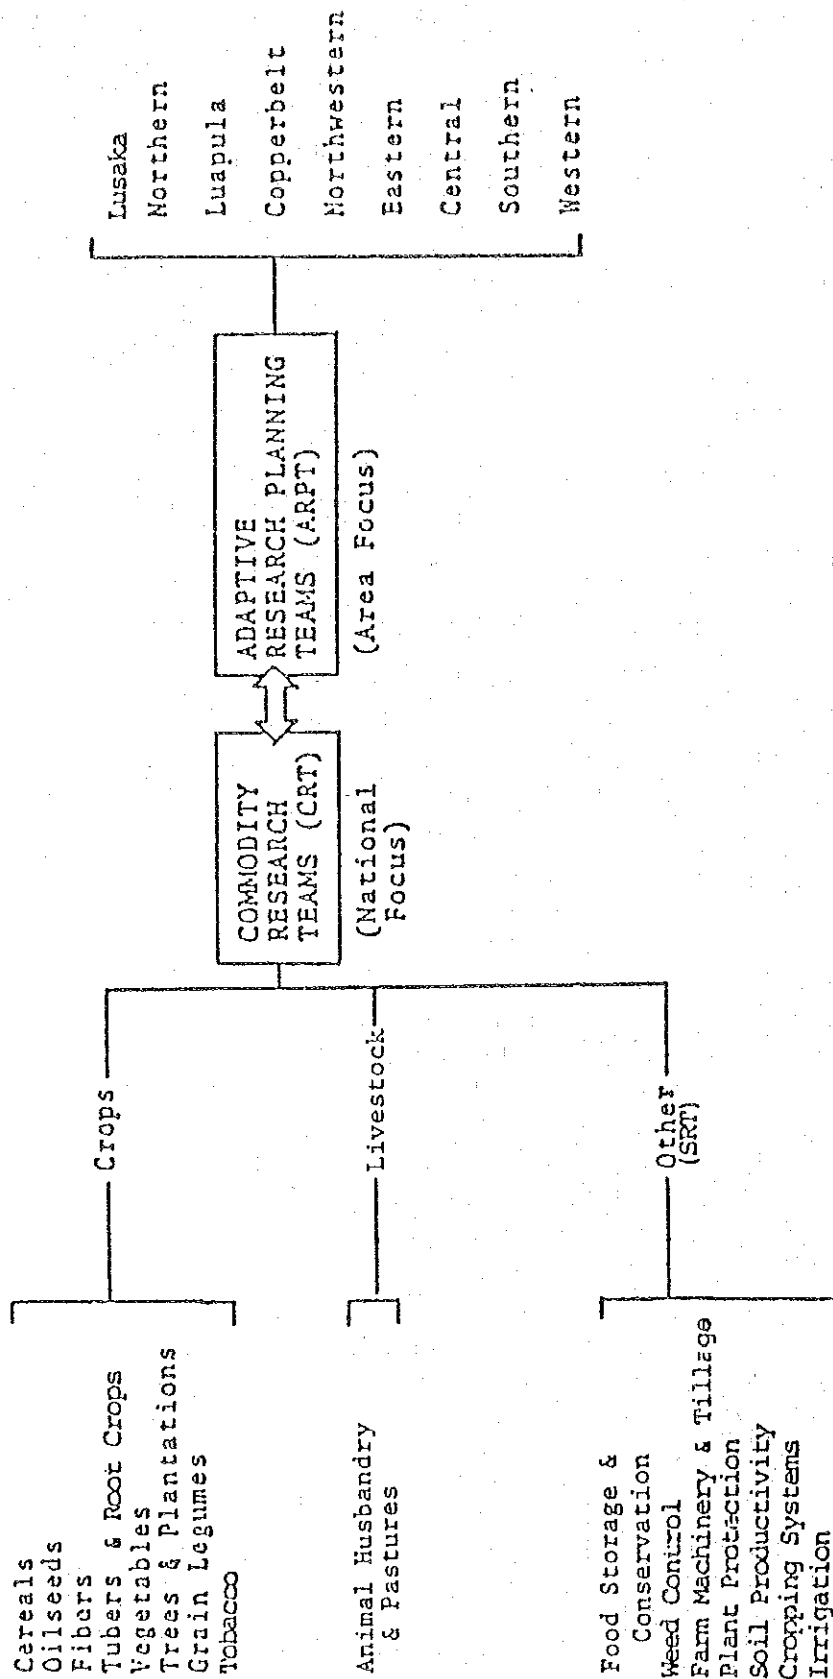 Cereals
Oilseeds
Fibers
Tubers & Root Crops
Vegetables
Trees & Plantations
Grain Legumes
Tobacco
Animal Husbandry
& Pastures
Food Storage &
Conservation
Weed Control
Farm Machinery & Tillage
Plant Protection
Soil Productivity
Cropping Systems
Irrigation
Crops
Livestock
Other
(SRT)
COMMODITY
RESEARCH
TEAMS (CRT)
(National
Focus)
ADAPTIVE
RESEARCH PLANNING
TEAMS (ARPT)
(Area Focus)
Lusaka
Northern
Luapula
Copperbelt
Northwestern
Eastern
Central
Southern
Western